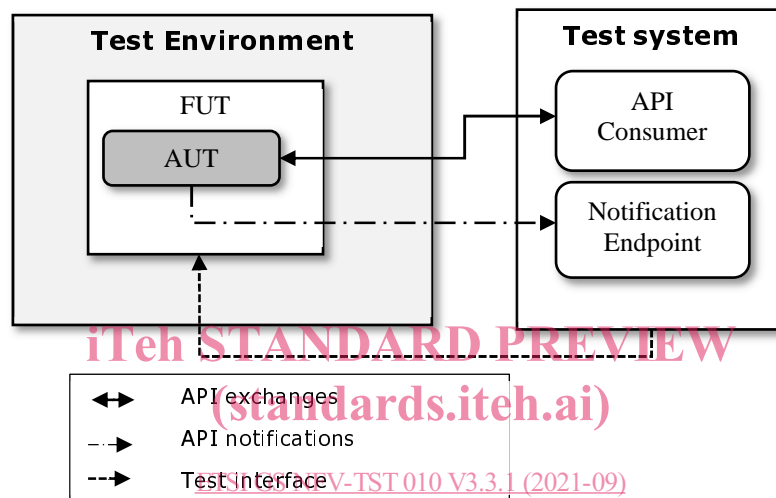 Test Environment
Test system
FUT
AUT
API
Consumer
Notification
Endpoint
iTeh STANDARD PREVIEW
(standards.iteh.ai)
API exchanges
API notifications
Test interface
ETSI GS NFV-TST 010 V3.3.1 (2021-09)